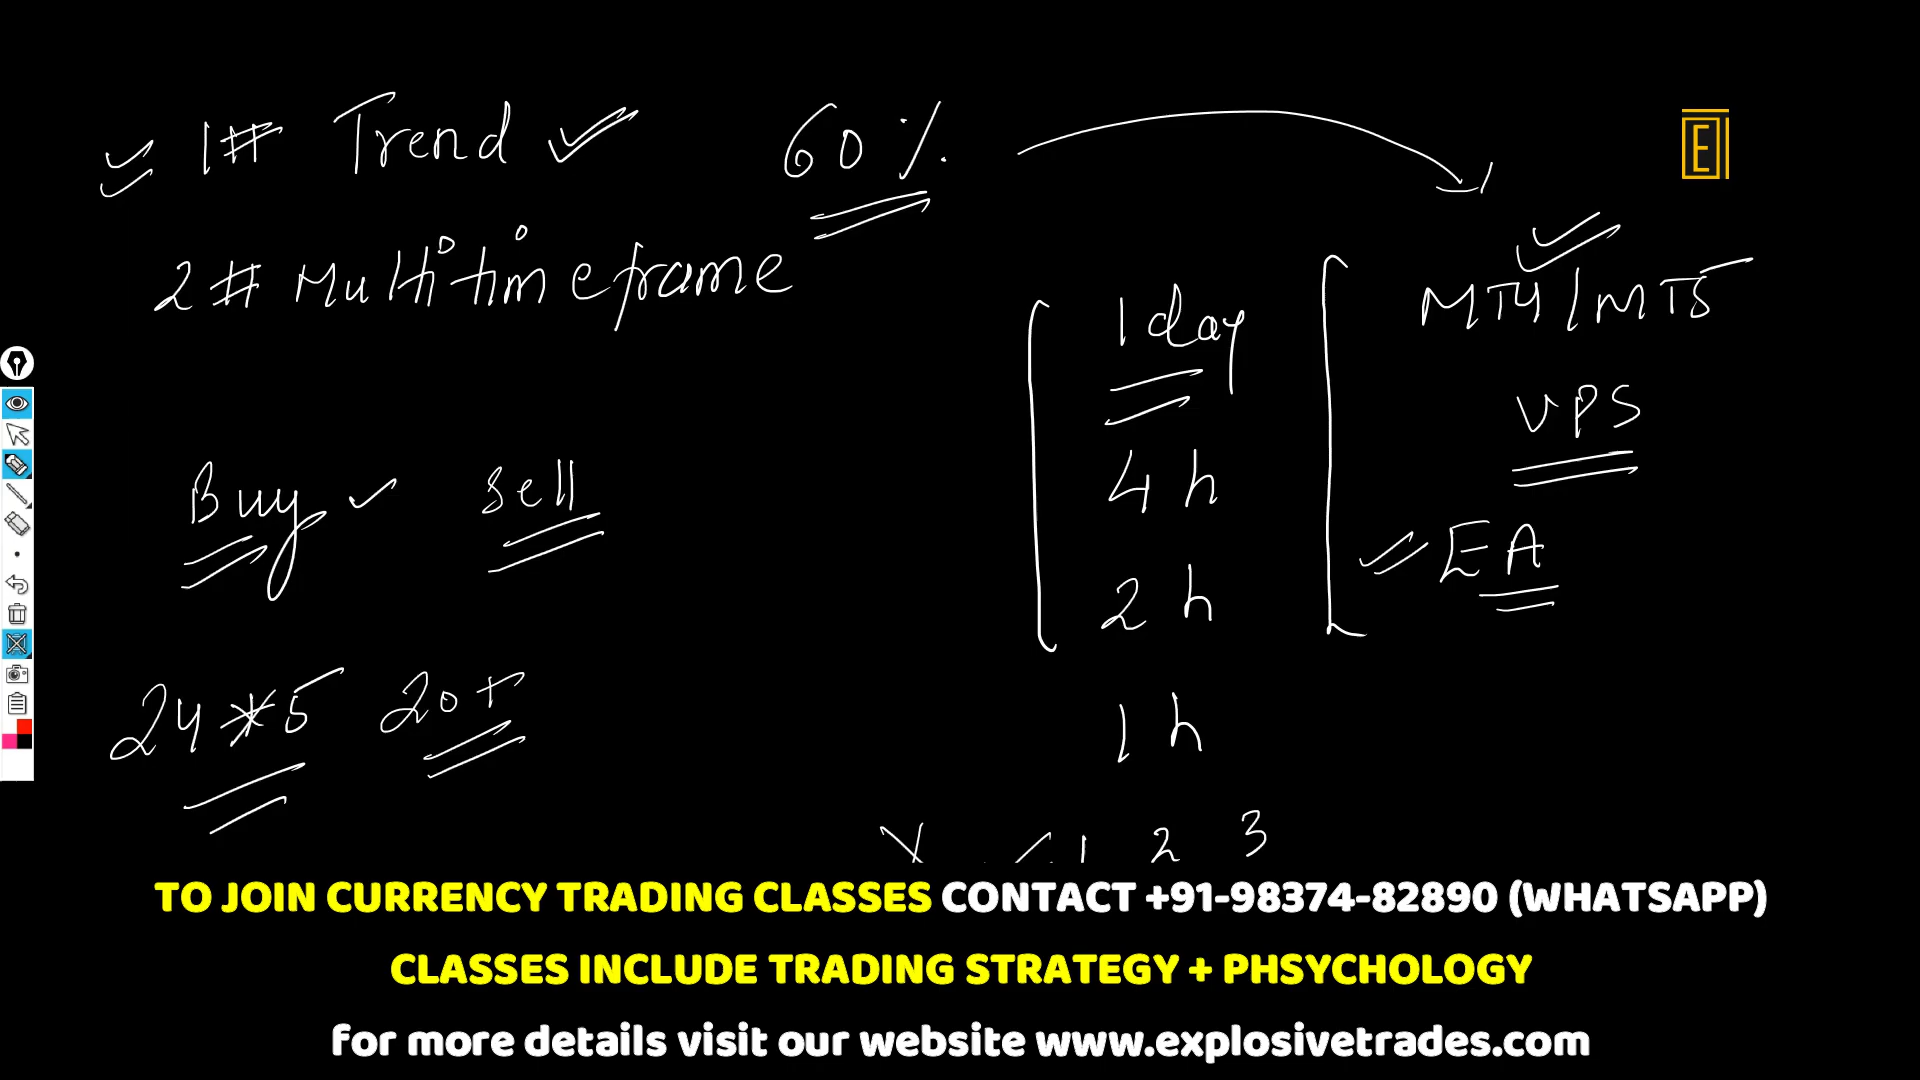 1# Trend 60%
E
2# Multitimeframe
1 day
MT4/MT5
VPS
4 h
Buy sell
EA
2 h
24*5 20+
1 h
1 2 3
TO JOIN CURRENCY TRADING CLASSES CONTACT +91-98374-82890 (WHATSAPP)
CLASSES INCLUDE TRADING STRATEGY + PHSYCHOLOGY
for more details visit our website www.explosivetrades.com